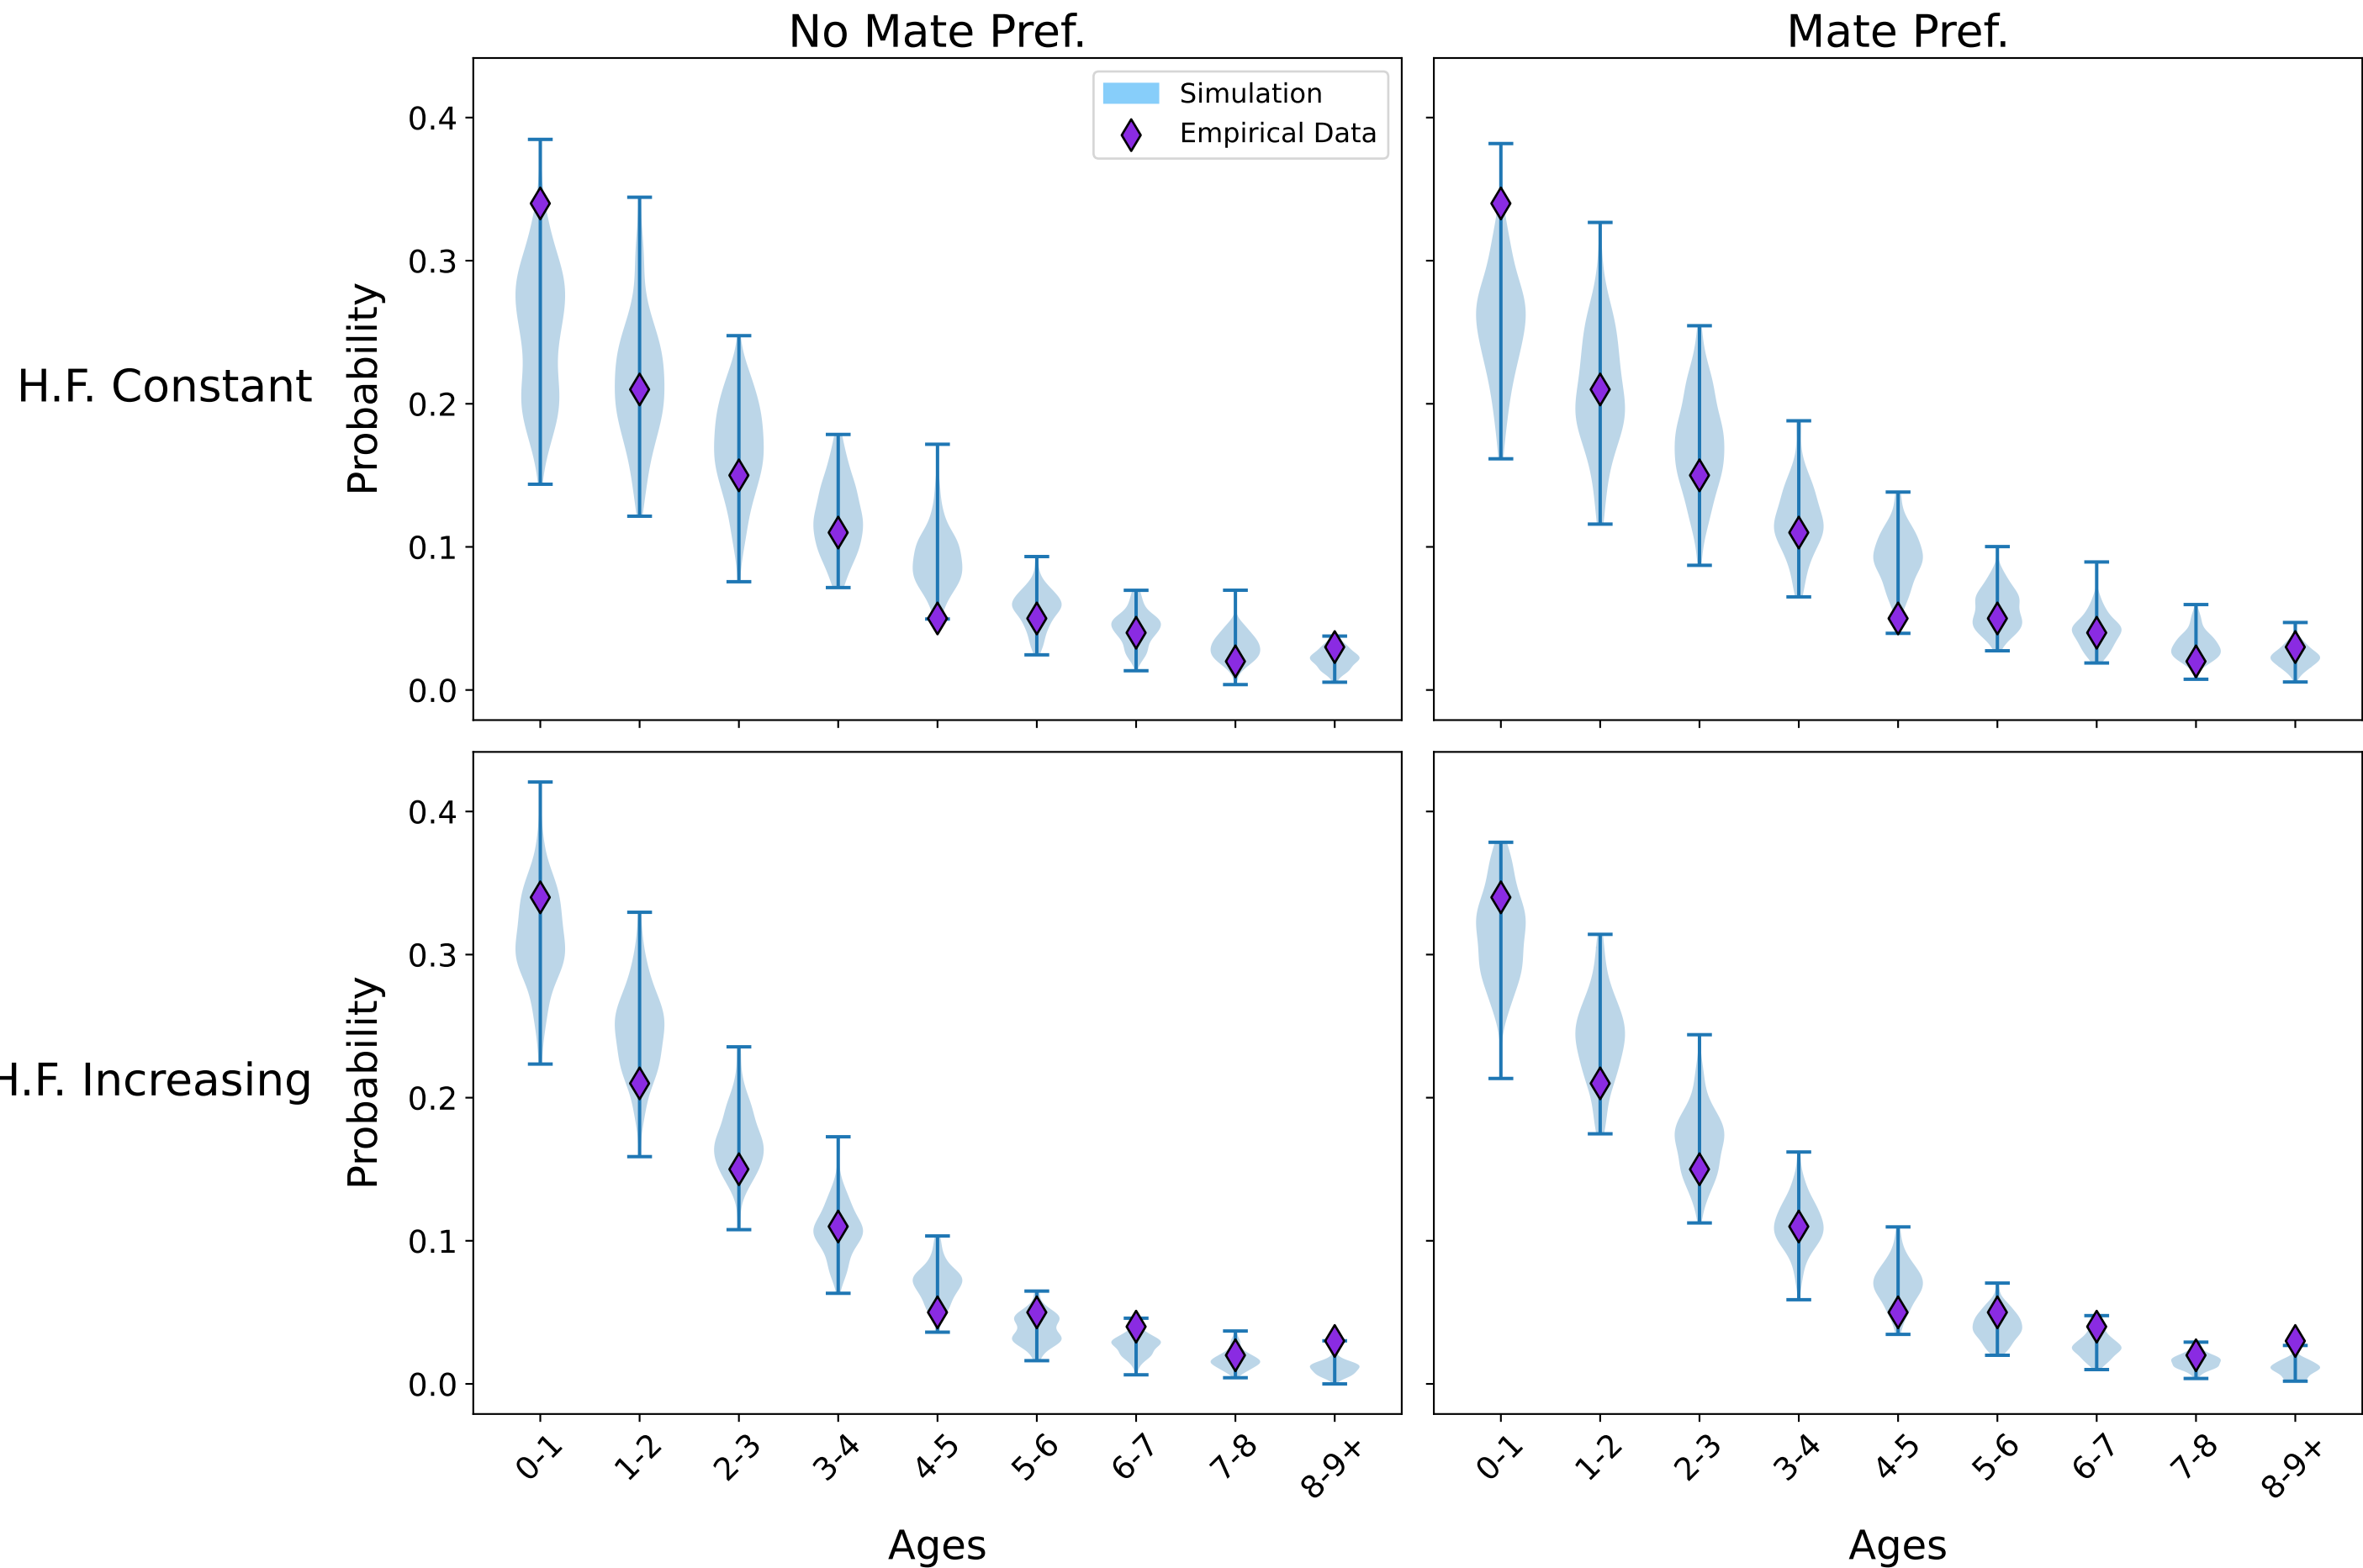 No Mate Pref.
Mate Pref.
Simulation
Empirical Data
H.F. Constant
Probability
0.4
0.3
0.2
0.1
0.0
H.F. Increasing
Probability
0.4
0.3
0.2
0.1
0.0
0-1
1-2
2-3
3-4
4-5
5-6
6-7
7-8
8-9+
0-1
1-2
2-3
3-4
4-5
5-6
6-7
7-8
8-9+
Ages
Ages